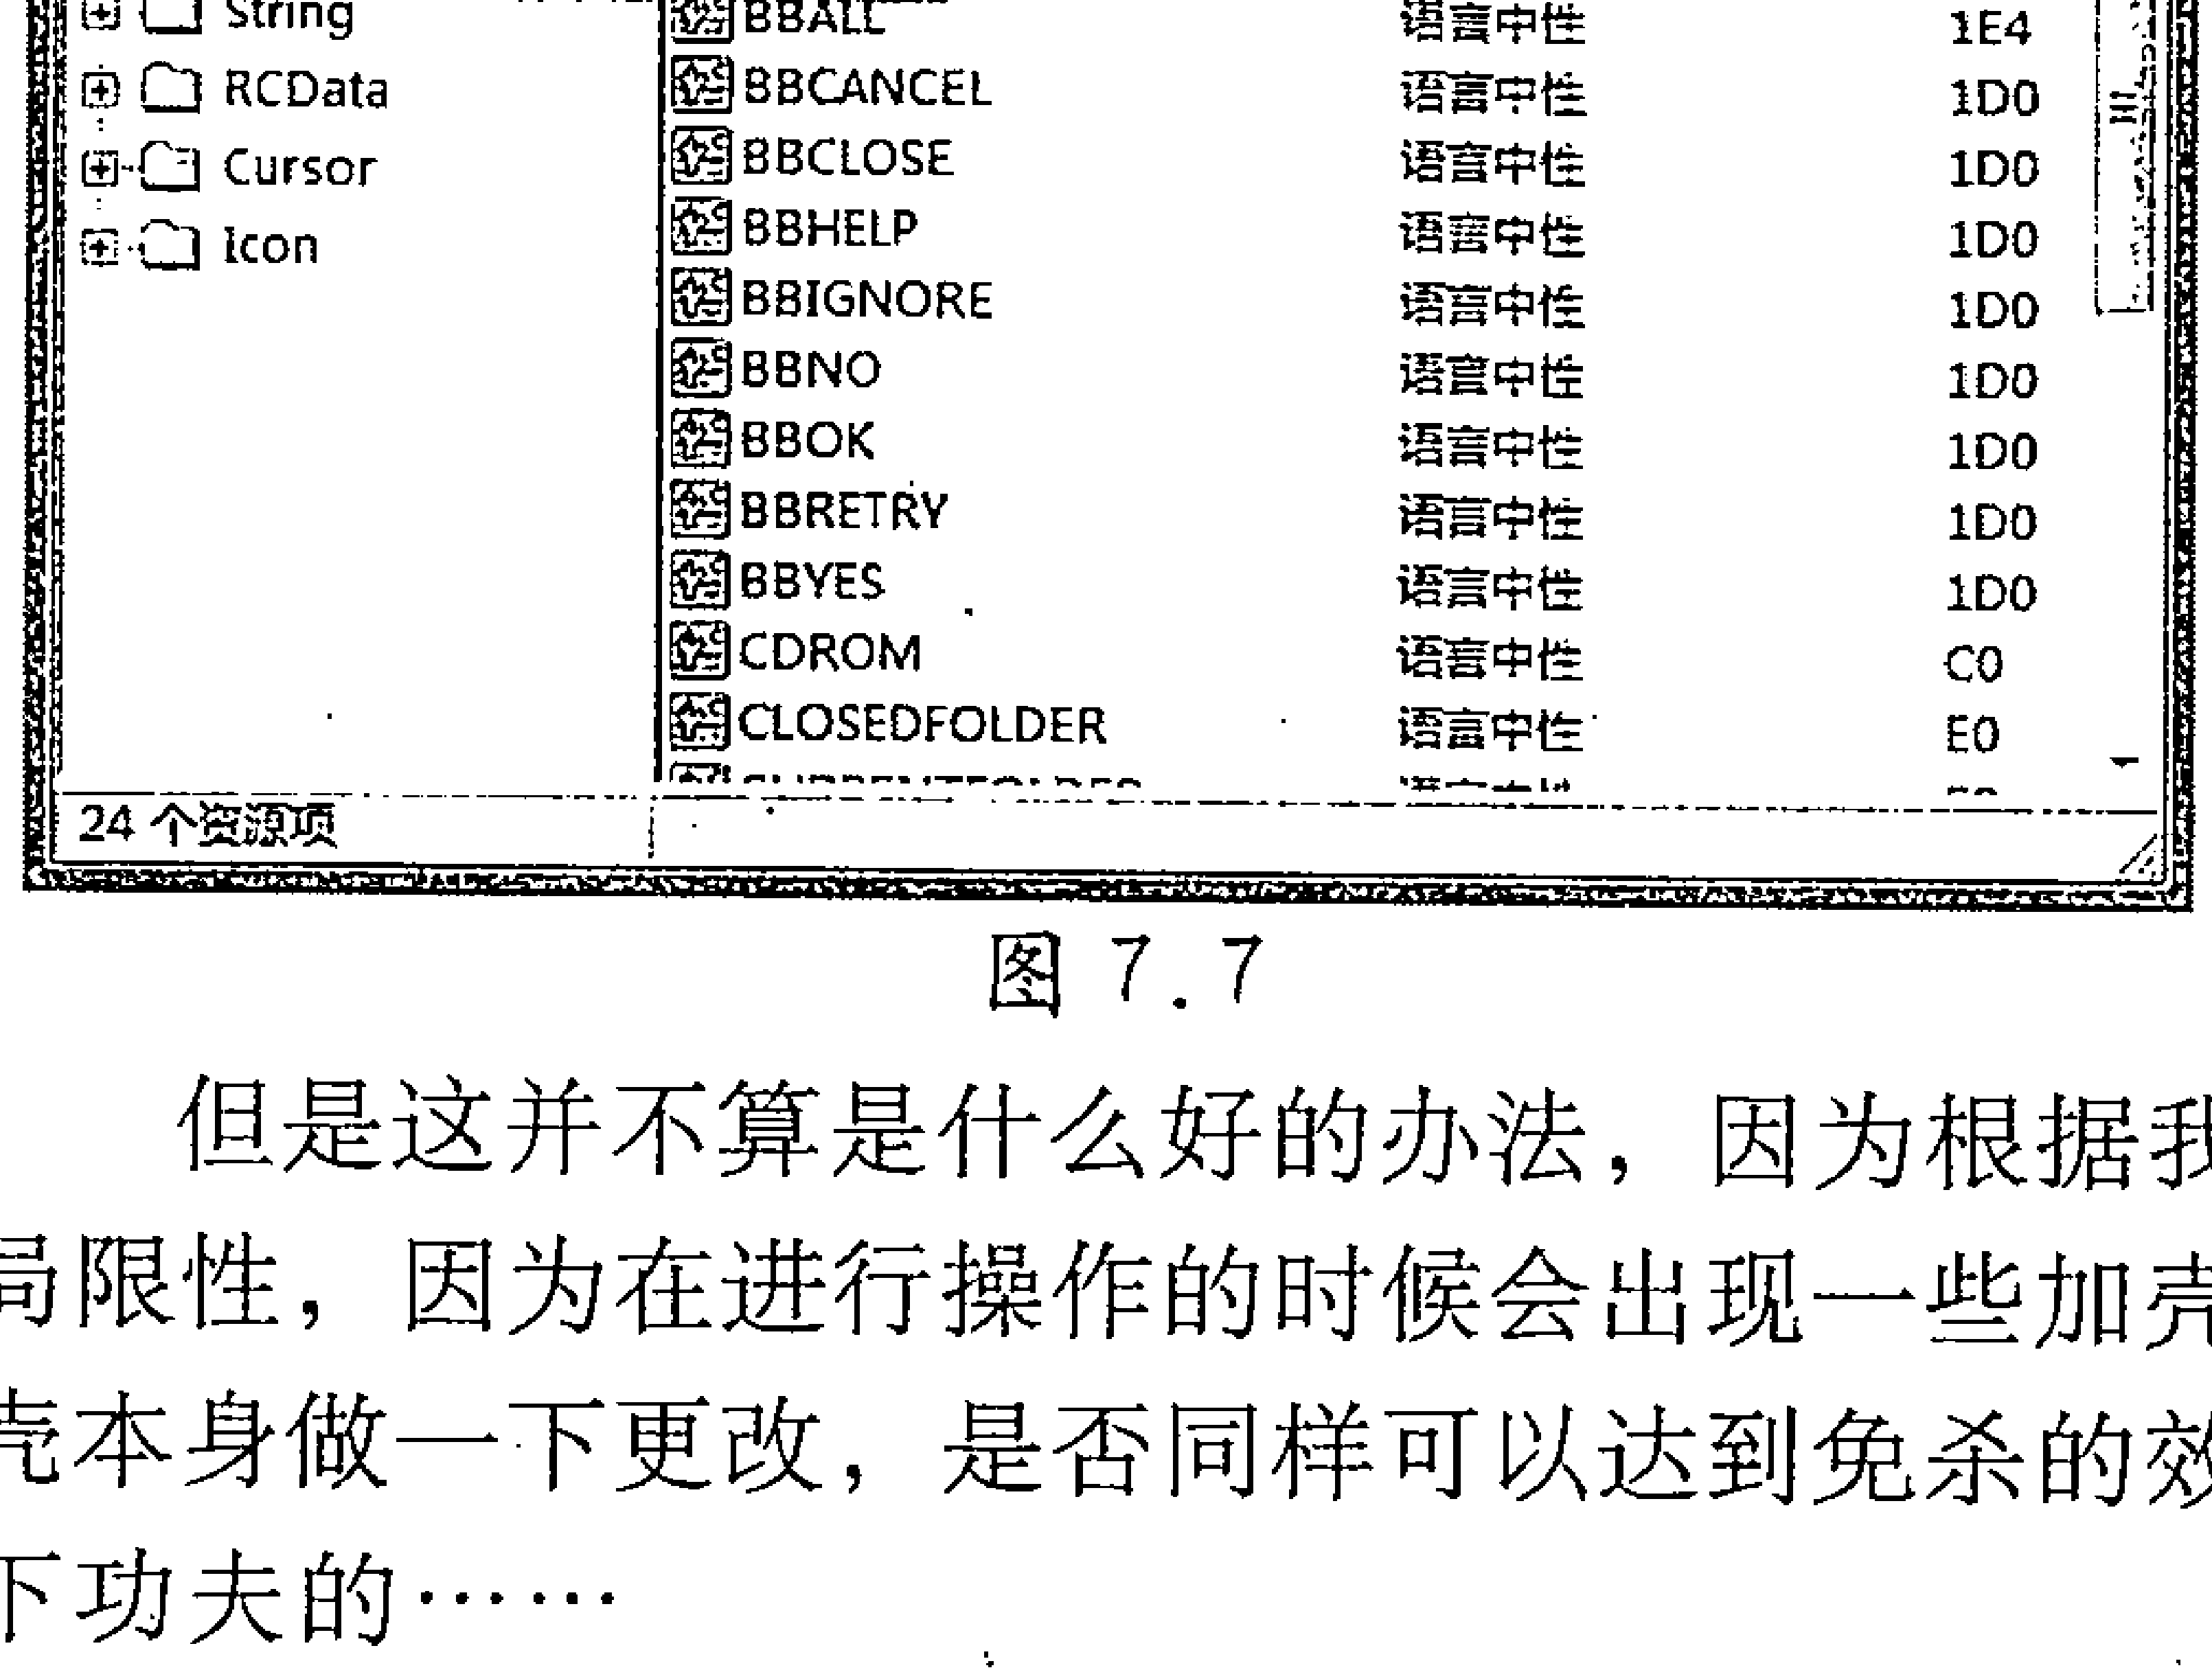 String BBALL 语言中性 1E4
RCData BBCANCEL 语言中性 1D0
Cursor BBCLOSE 语言中性 1D0
Icon BBHELP 语言中性 1D0
BBIGNORE 语言中性 1D0
BBNO 语言中性 1D0
BBOK 语言中性 1D0
BBRETRY 语言中性 1D0
BBYES 语言中性 1D0
CDROM 语言中性 C0
CLOSEDFOLDER 语言中性 E0
24 个资源项
图 7.7
但是这并不算是什么好的办法，因为根据我
局限性，因为在进行操作的时候会出现一些加壳
壳本身做一下更改，是否同样可以达到免杀的效
下功夫的……